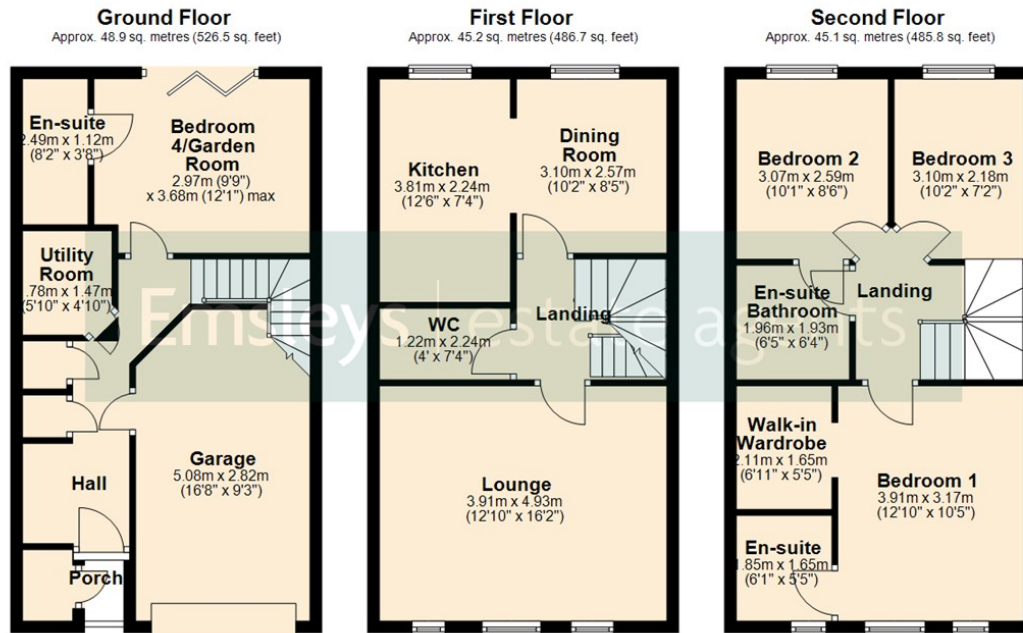 Ground Floor
Approx. 48.9 sq. metres (526.5 sq. feet)
En-suite
2.49m x 1.12m
(8'2" x 3'8")
Bedroom
4/Garden
Room
2.97m (9'9")
x 3.68m (12'1") max
Utility
Room
.78m x 1.47m
(5'10" x 4'10")
Hall
Garage
5.08m x 2.82m
(16'8" x 9'3")
Porch
First Floor
Approx. 45.2 sq. metres (486.7 sq. feet)
Kitchen
3.81m x 2.24m
(12'6" x 7'4")
Dining
Room
3.10m x 2.57m
(10'2" x 8'5")
WC
1.22m x 2.24m
(4' x 7'4")
Landing
Lounge
3.91m x 4.93m
(12'10" x 16'2")
Second Floor
Approx. 45.1 sq. metres (485.8 sq. feet)
Bedroom 2
3.07m x 2.59m
(10'1" x 8'6")
Bedroom 3
3.10m x 2.18m
(10'2" x 7'2")
En-suite
Bathroom
1.96m x 1.93m
(6'5" x 6'4")
Landing
Walk-in
Wardrobe
2.11m x 1.65m
(6'11" x 5'5")
Bedroom 1
3.91m x 3.17m
(12'10" x 10'5")
En-suite
1.85m x 1.65m
(6'1" x 5'5")
Emsleys | estate agents